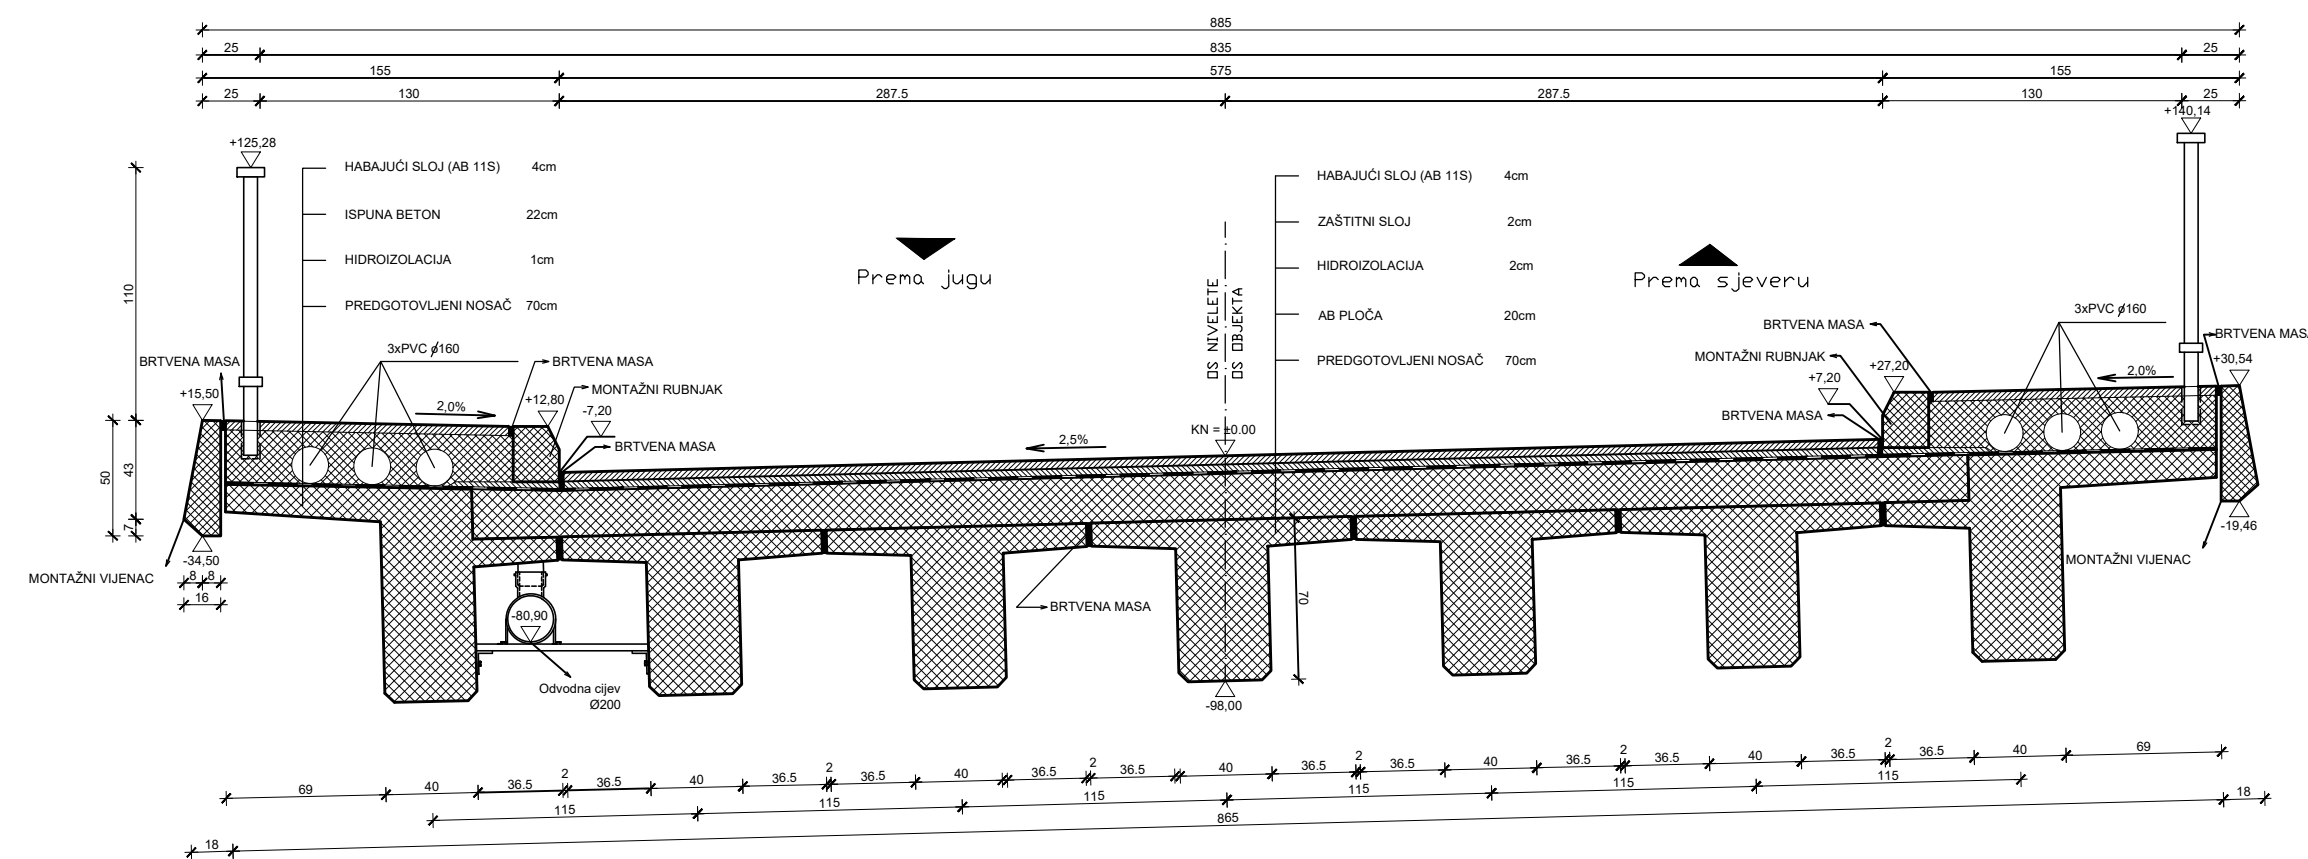 885
25 835 25
155 575 155
25 130 287.5 287.5 130 25
+125,28
+140,14
HABAJUĆI SLOJ (AB 11S) 4cm
ISPUNA BETON 22cm
HIDROIZOLACIJA 1cm
PREDGOTOVLJENI NOSAČ 70cm
3xPVC ø160
BRTVENA MASA
BRTVENA MASA
MONTAŽNI RUBNJAK
BRTVENA MASA
+15,50
2,0%
+12,80
-7,20
110
50
43
7
-34,50
8 8
16
MONTAŽNI VIJENAC
Prema jugu
OS NIVELETE
OS OBJEKTA
HABAJUĆI SLOJ (AB 11S) 4cm
ZAŠTITNI SLOJ 2cm
HIDROIZOLACIJA 2cm
AB PLOČA 20cm
PREDGOTOVLJENI NOSAČ 70cm
Prema sjeveru
3xPVC ø160
BRTVENA MASA
BRTVENA MAS
MONTAŽNI RUBNJAK
+27,20
+7,20
BRTVENA MASA
2,0%
+30,54
2,5%
KN = ±0.00
-19,46
MONTAŽNI VIJENAC
BRTVENA MASA
70
-80,90
Odvodna cijev
Ø200
-98,00
69 40 36.5 2 36.5 40 36.5 2 36.5 40 36.5 2 36.5 40 36.5 2 36.5 40 36.5 2 36.5 40 36.5 2 36.5 40 69
115 115 115 115 115 115
18 865 18